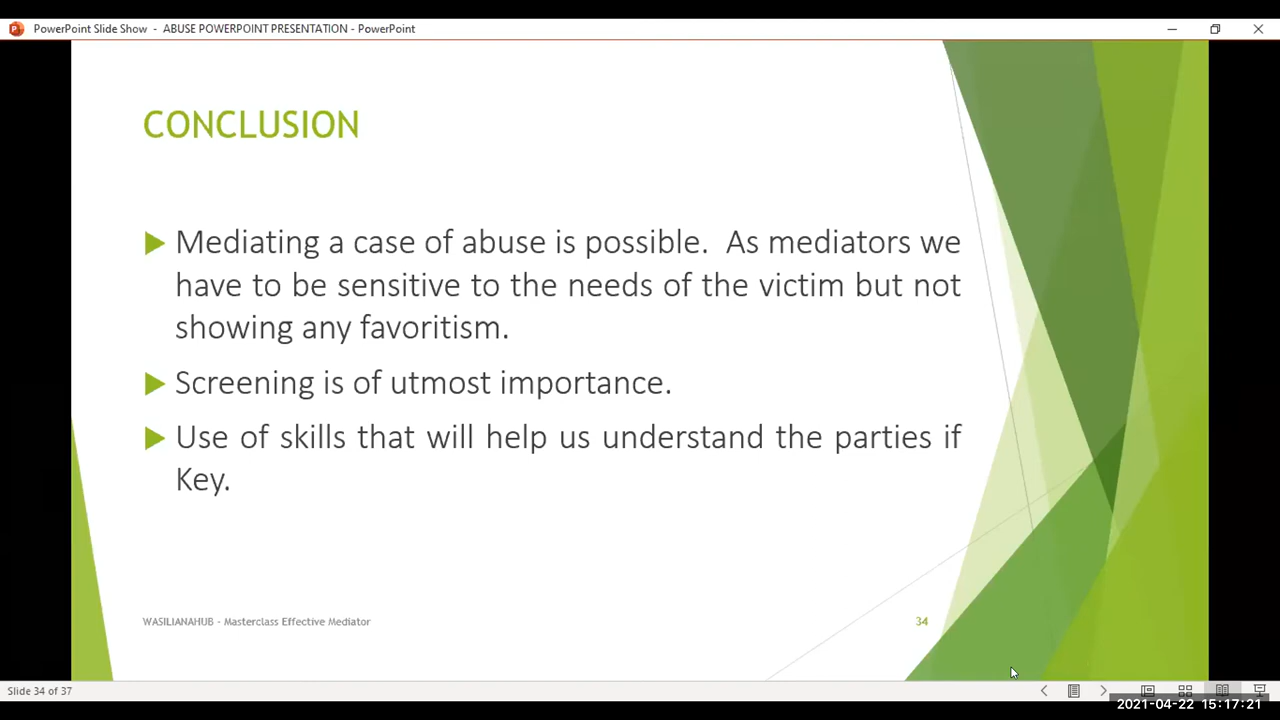 PowerPoint Slide Show - ABUSE POWERPOINT PRESENTATION - PowerPoint
CONCLUSION
Mediating a case of abuse is possible. As mediators we
have to be sensitive to the needs of the victim but not
showing any favoritism.
Screening is of utmost importance.
Use of skills that will help us understand the parties if
Key.
WASILIANAHUB - Masterclass Effective Mediator
34
Slide 34 of 37
2021-04-22 15:17:21